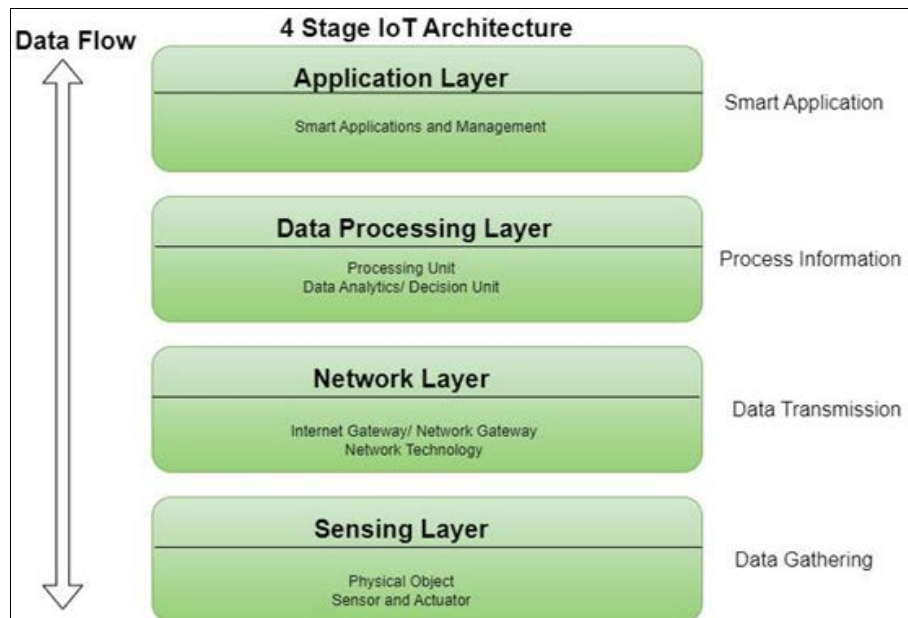 4 Stage IoT Architecture
Data Flow
Application Layer
Smart Applications and Management
Smart Application
Data Processing Layer
Processing Unit
Data Analytics/ Decision Unit
Process Information
Network Layer
Internet Gateway/ Network Gateway
Network Technology
Data Transmission
Sensing Layer
Physical Object
Sensor and Actuator
Data Gathering